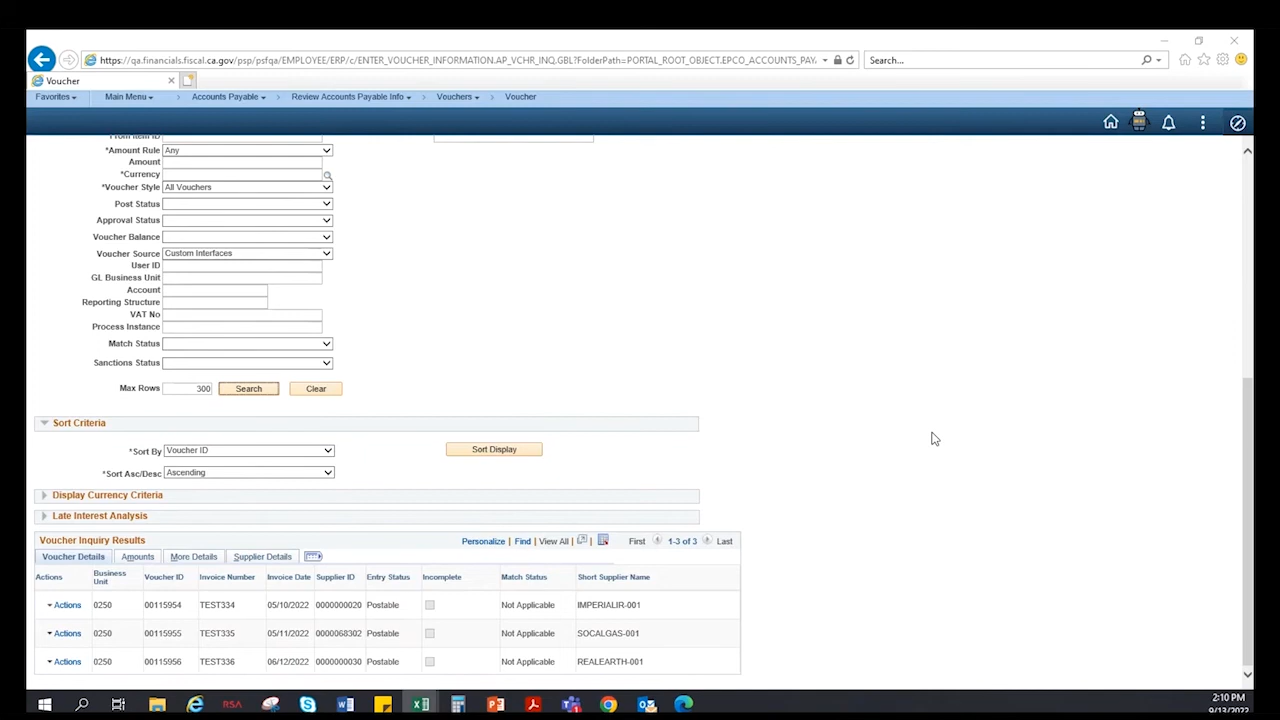 https://qa.financials.fiscal.ca.gov/psp/psfqa/EMPLOYEE/ERP/c/ENTER_VOUCHER_INFORMATION.AP_VCHR_INQ.GBL?FolderPath=PORTAL_ROOT_OBJECT.EPCO_ACCOUNTS_PAY Search...
Voucher
Favorites Main Menu Accounts Payable Review Accounts Payable Info Vouchers Voucher
From Item ID
*Amount Rule Any
Amount
*Currency
*Voucher Style All Vouchers
Post Status
Approval Status
Voucher Balance
Voucher Source Custom Interfaces
User ID
GL Business Unit
Account
Reporting Structure
VAT No
Process Instance
Match Status
Sanctions Status
Max Rows 300 Search Clear
Sort Criteria
*Sort By Voucher ID Sort Display
*Sort Asc/Desc Ascending
Display Currency Criteria
Late Interest Analysis
Voucher Inquiry Results Personalize | Find | View All | | First 1-3 of 3 Last
Voucher Details Amounts More Details Supplier Details
Actions Business Unit Voucher ID Invoice Number Invoice Date Supplier ID Entry Status Incomplete Match Status Short Supplier Name
Actions 0250 00115954 TEST334 05/10/2022 0000000020 Postable Not Applicable IMPERIALIR-001
Actions 0250 00115955 TEST335 05/11/2022 0000068302 Postable Not Applicable SOCALGAS-001
Actions 0250 00115956 TEST336 06/12/2022 0000000030 Postable Not Applicable REALEARTH-001
RSA
2:10 PM
9/13/2022